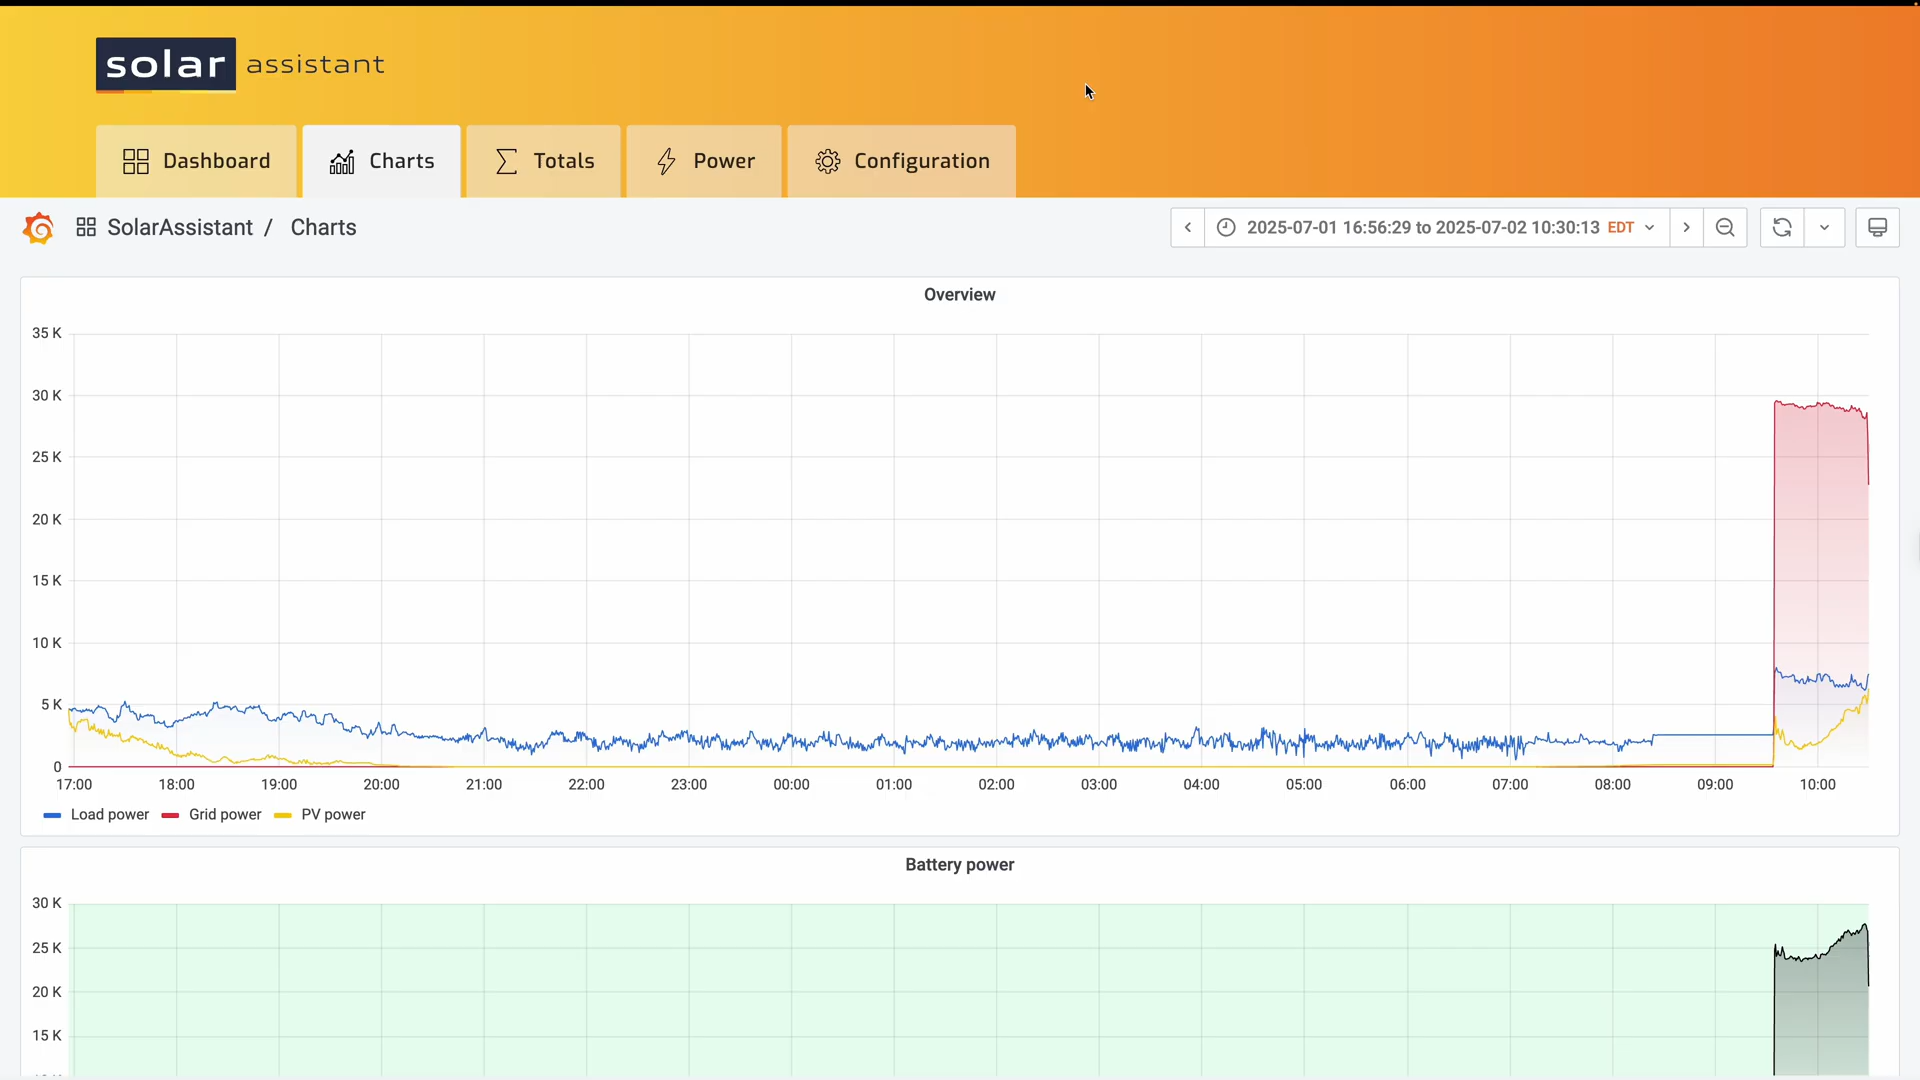 solar assistant
Dashboard Charts Totals Power Configuration
SolarAssistant / Charts 2025-07-01 16:56:29 to 2025-07-02 10:30:13 EDT
Overview
35 K
30 K
25 K
20 K
15 K
10 K
5 K
0
17:00 18:00 19:00 20:00 21:00 22:00 23:00 00:00 01:00 02:00 03:00 04:00 05:00 06:00 07:00 08:00 09:00 10:00
Load power Grid power PV power
Battery power
30 K
25 K
20 K
15 K